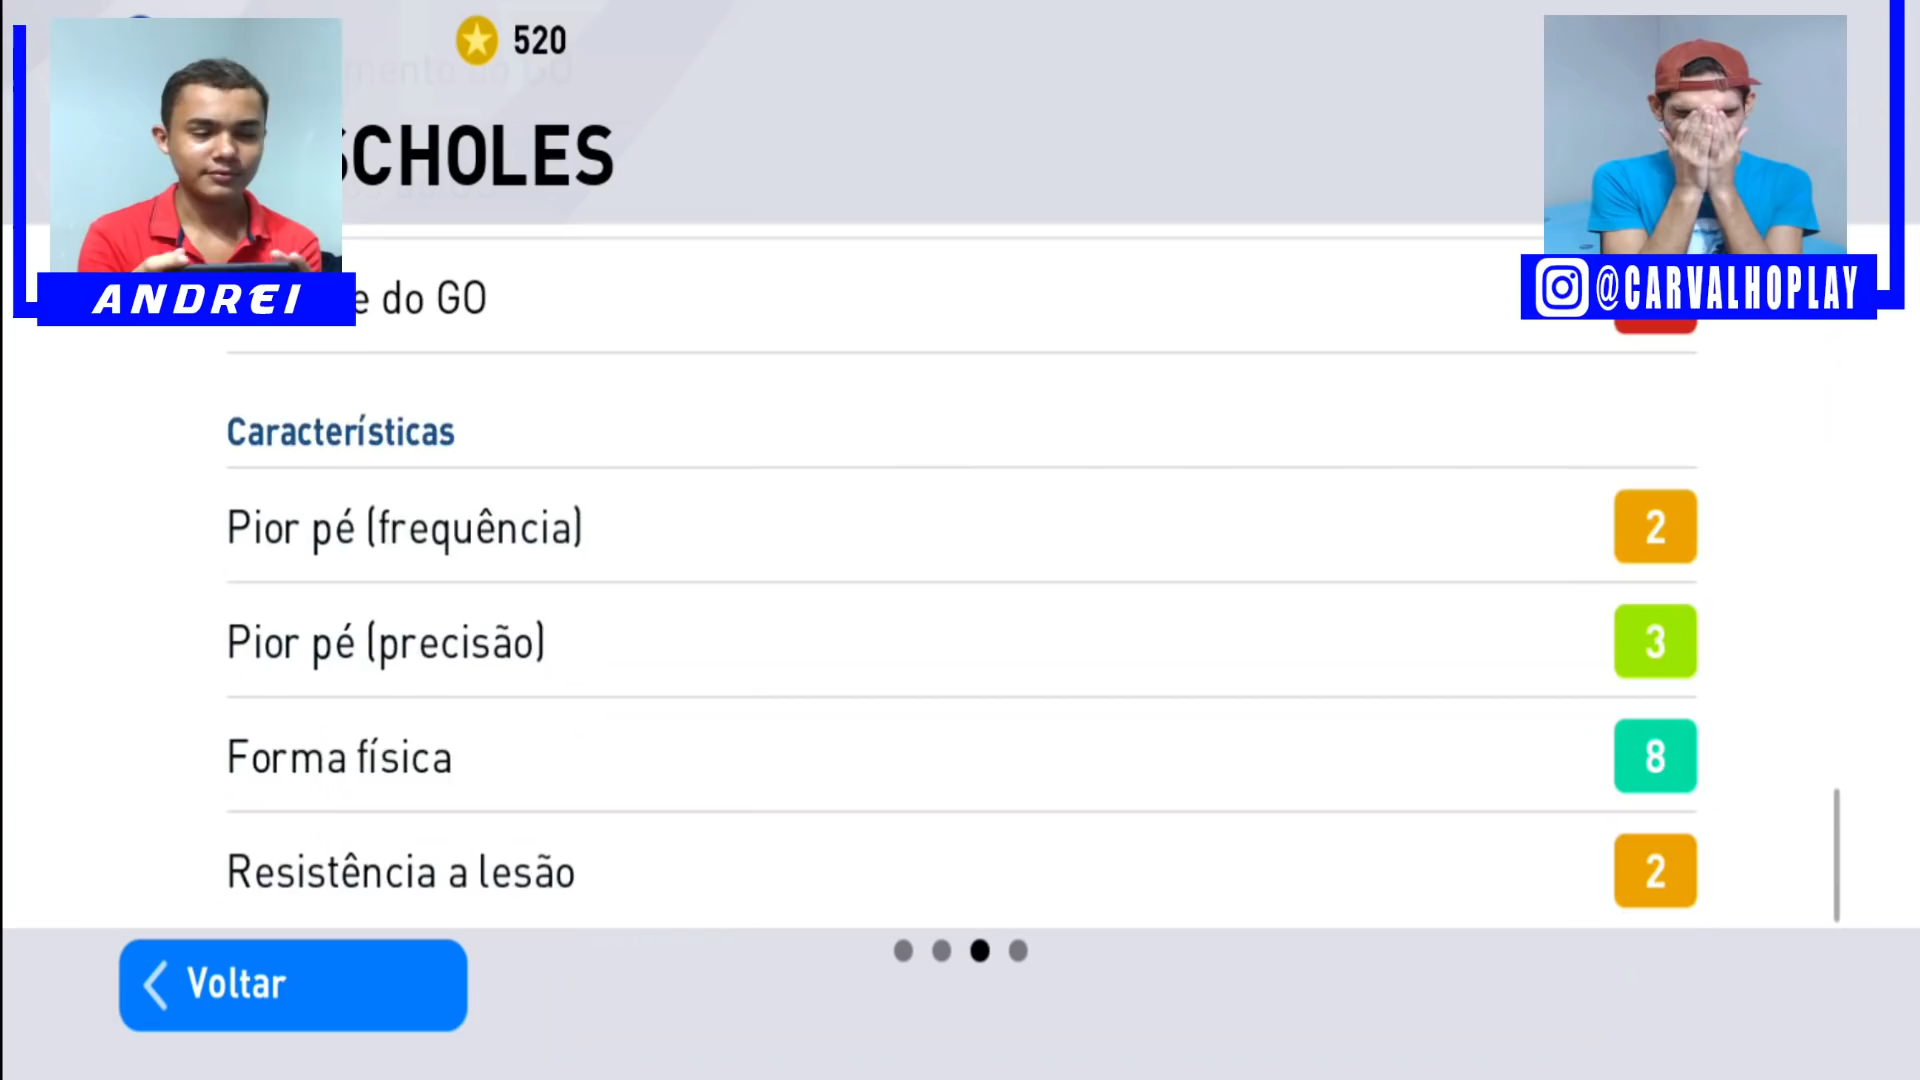 520
SCHOLES
ANDREI
e do GO
@CARVALHOPLAY
Características
Pior pé (frequência)
2
Pior pé (precisão)
3
Forma física
8
Resistência a lesão
2
Voltar